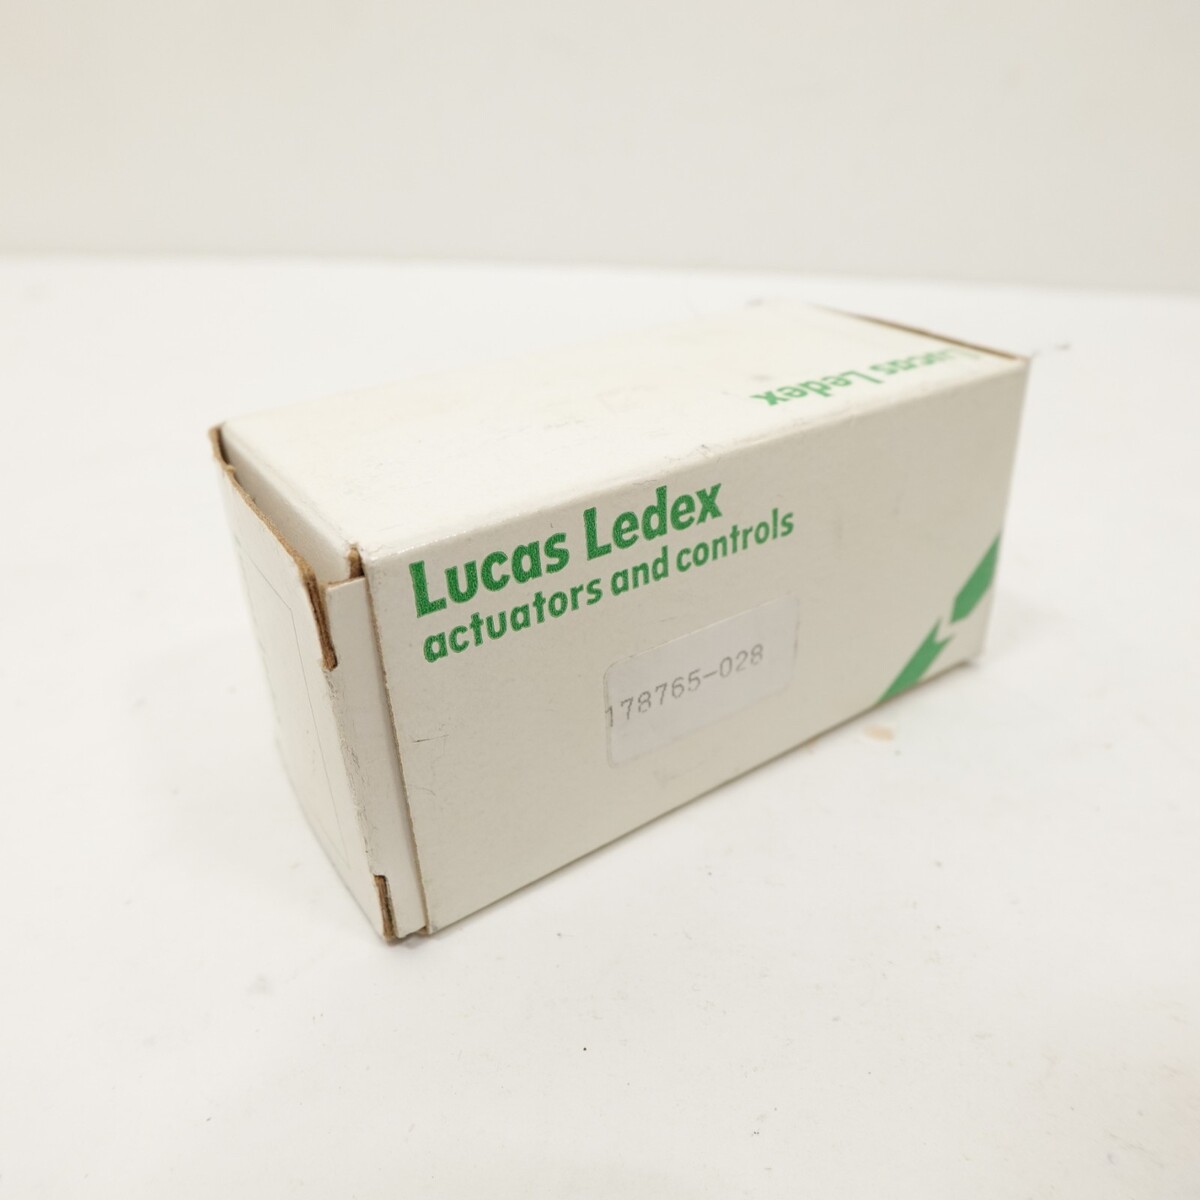 Lucas Ledex
Lucas Ledex
actuators and controls
178765-028